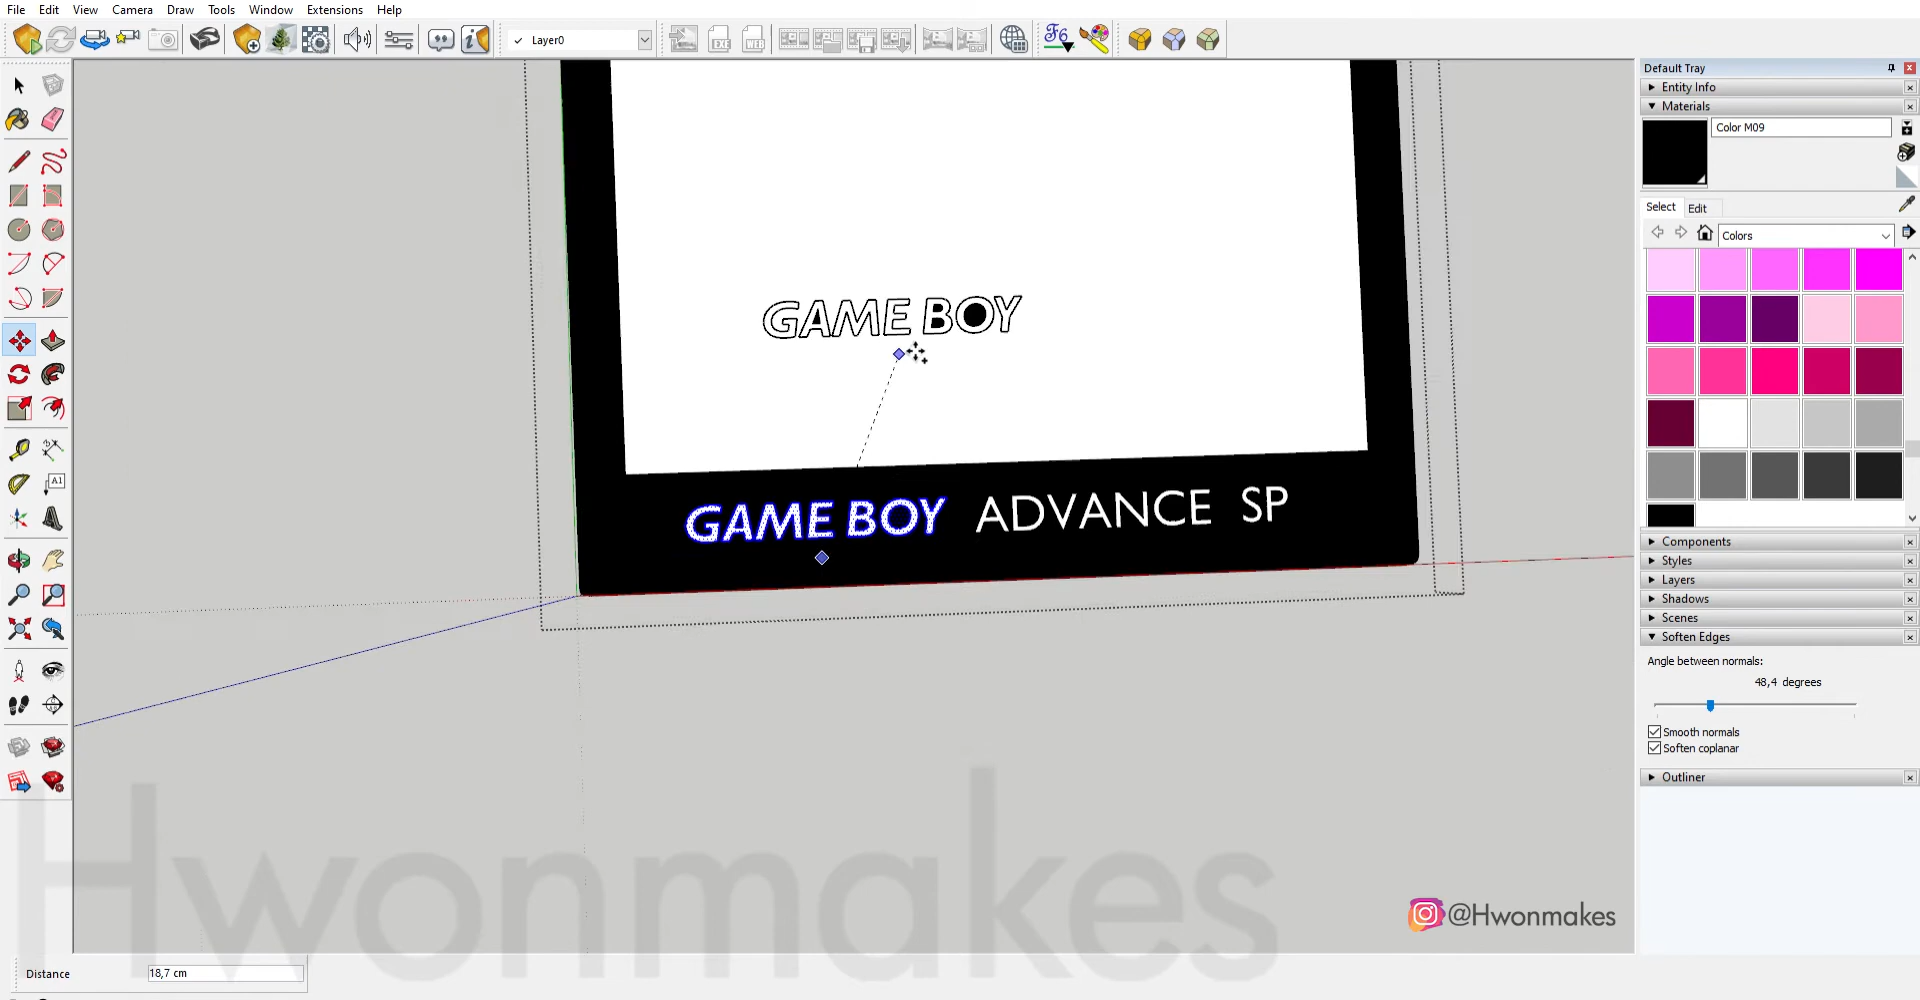 File Edit View Camera Draw Tools Window Extensions Help
Layer0
Default Tray
Entity Info
Materials
Color M09
Select Edit
Colors
GAME BOY
GAME BOY ADVANCE SP
Components
Styles
Layers
Shadows
Scenes
Soften Edges
Angle between normals:
48,4 degrees
Smooth normals
Soften coplanar
Outliner
Hwonmakes
@Hwonmakes
Distance 18,7 cm